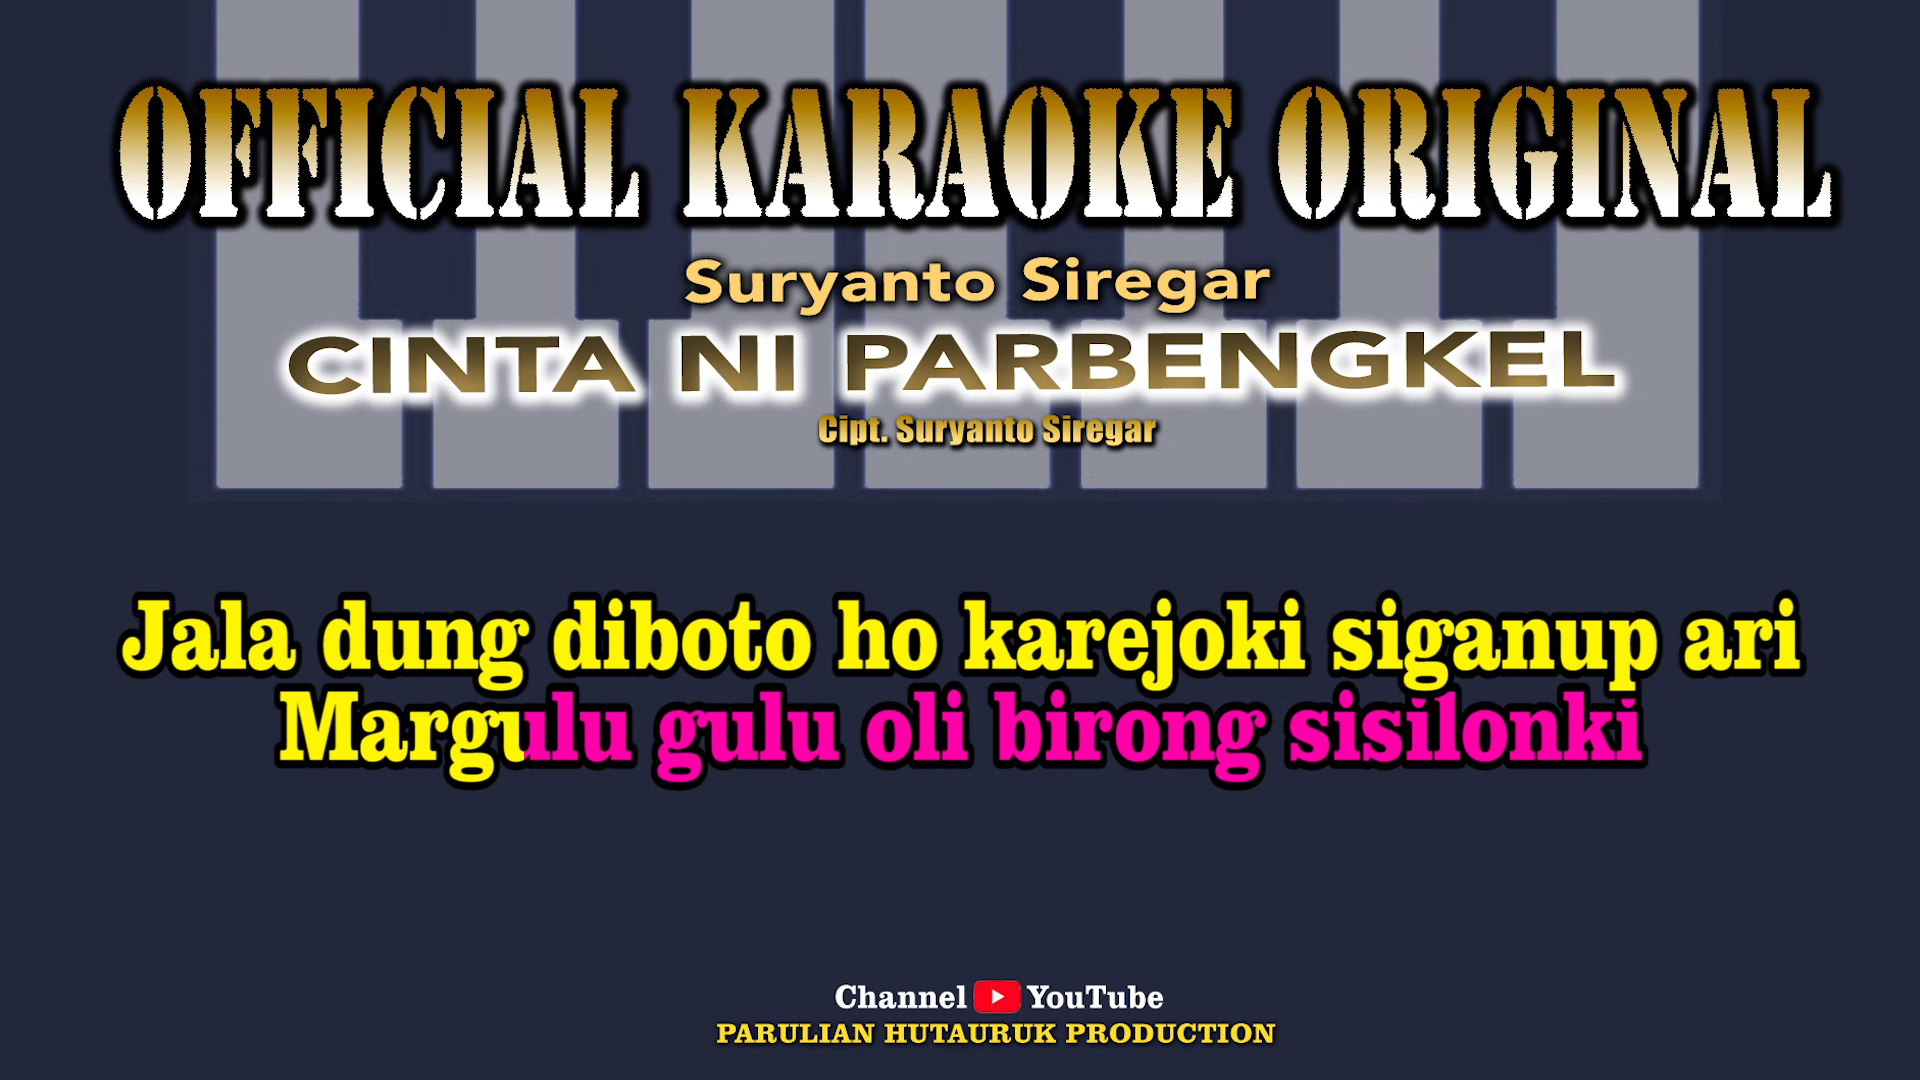 OFFICIAL KARAOKE ORIGINAL
Suryanto Siregar
CINTA NI PARBENGKEL
Cipt. Suryanto Siregar
Jala dung diboto ho karejoki siganup ari
Margulu gulu oli birong sisilonki
Channel YouTube
PARULIAN HUTAURUK PRODUCTION